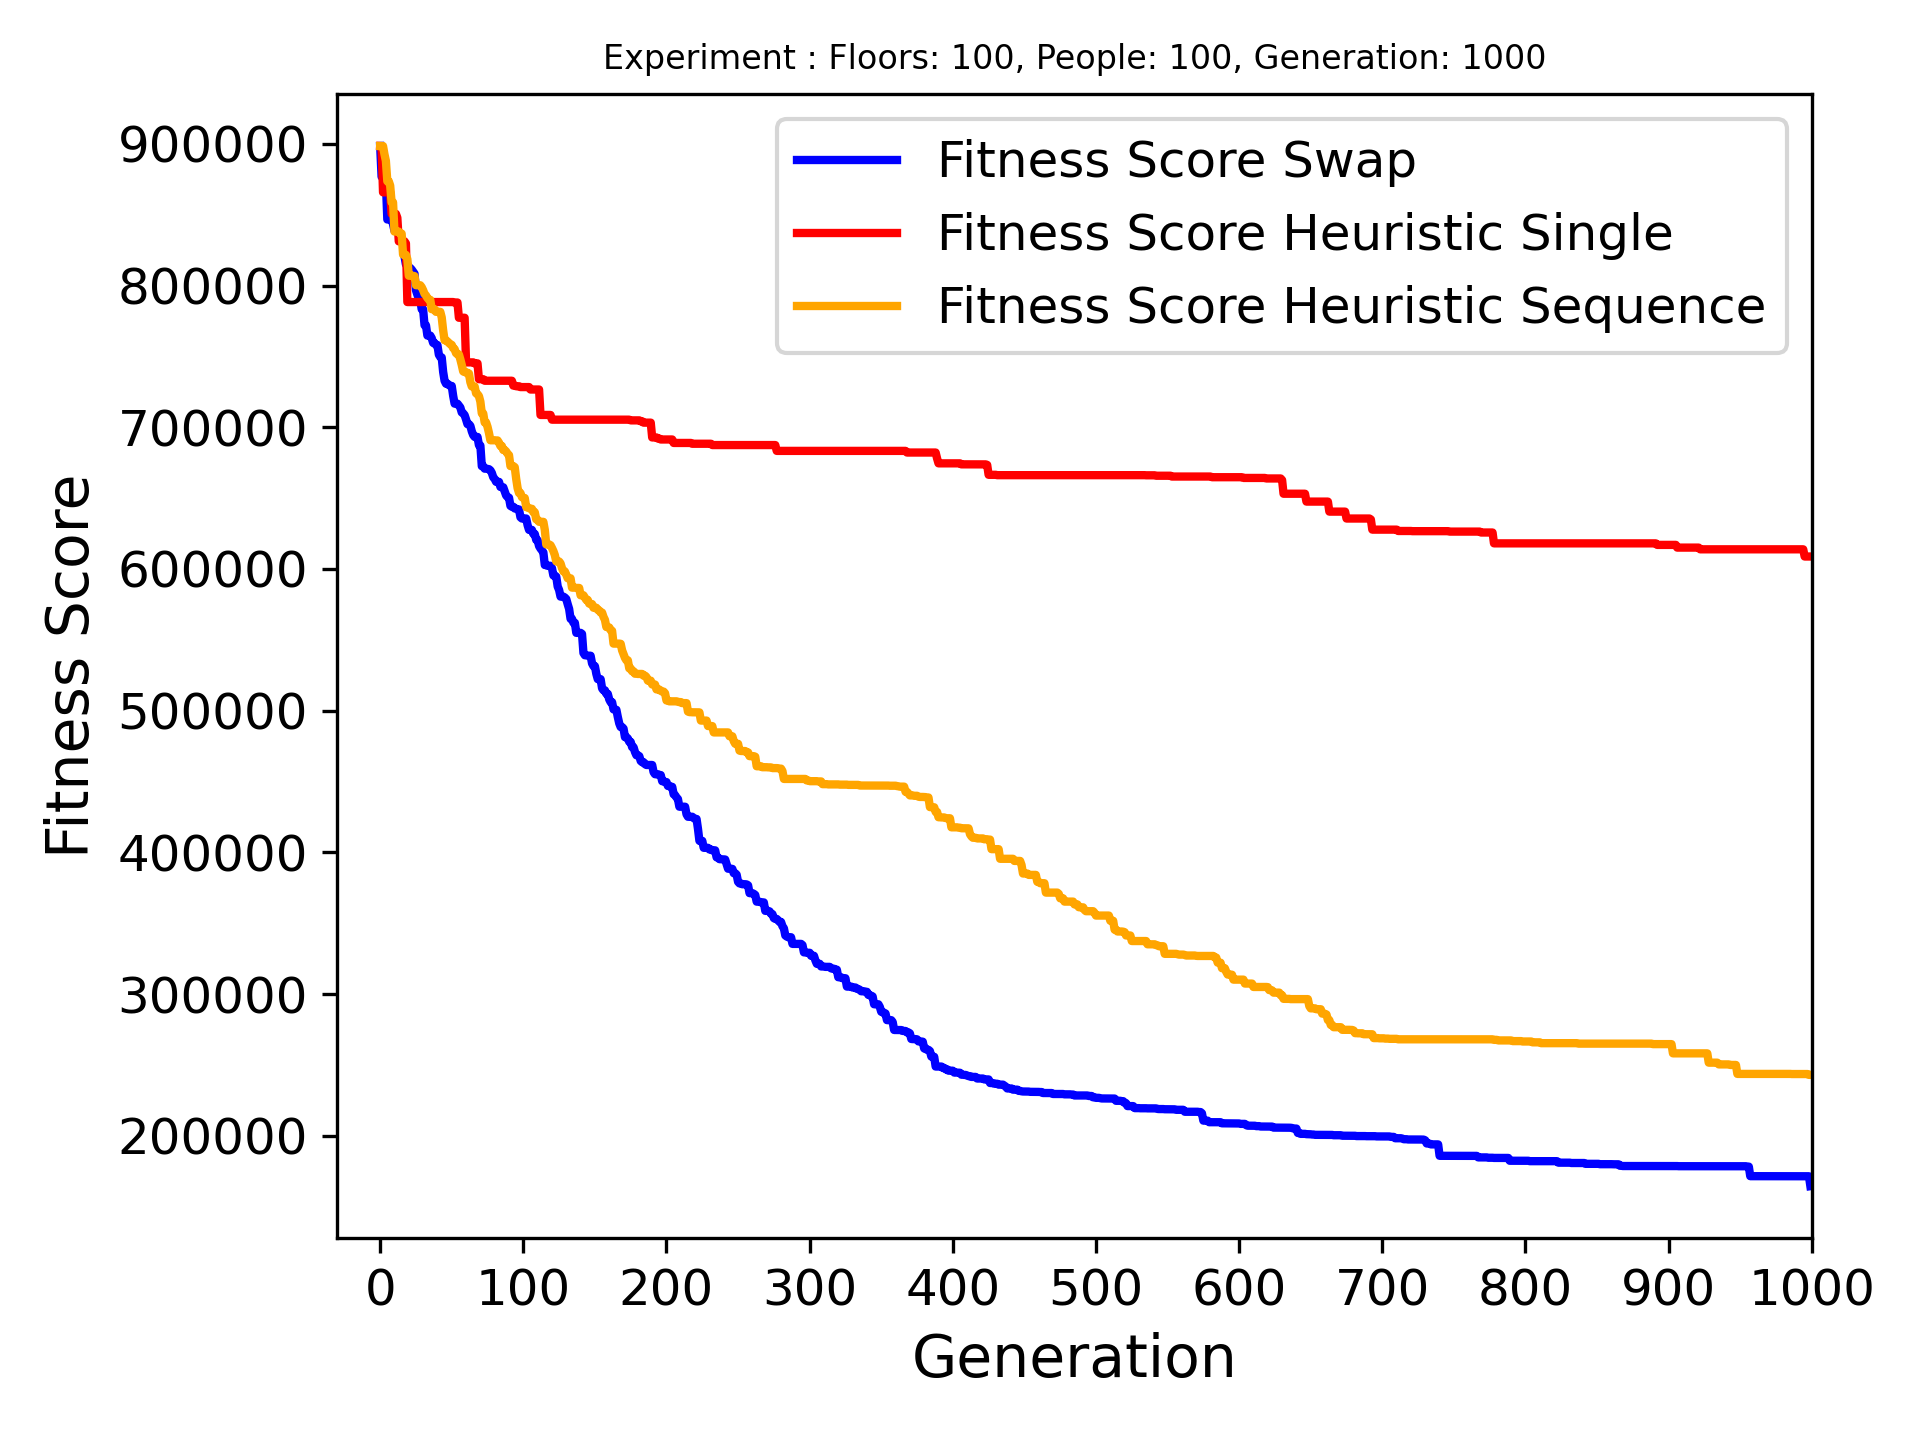 Experiment : Floors: 100, People: 100, Generation: 1000
Fitness Score Swap
Fitness Score Heuristic Single
Fitness Score Heuristic Sequence
900000
800000
700000
600000
500000
400000
300000
200000
Fitness Score
0 100 200 300 400 500 600 700 800 900 1000
Generation